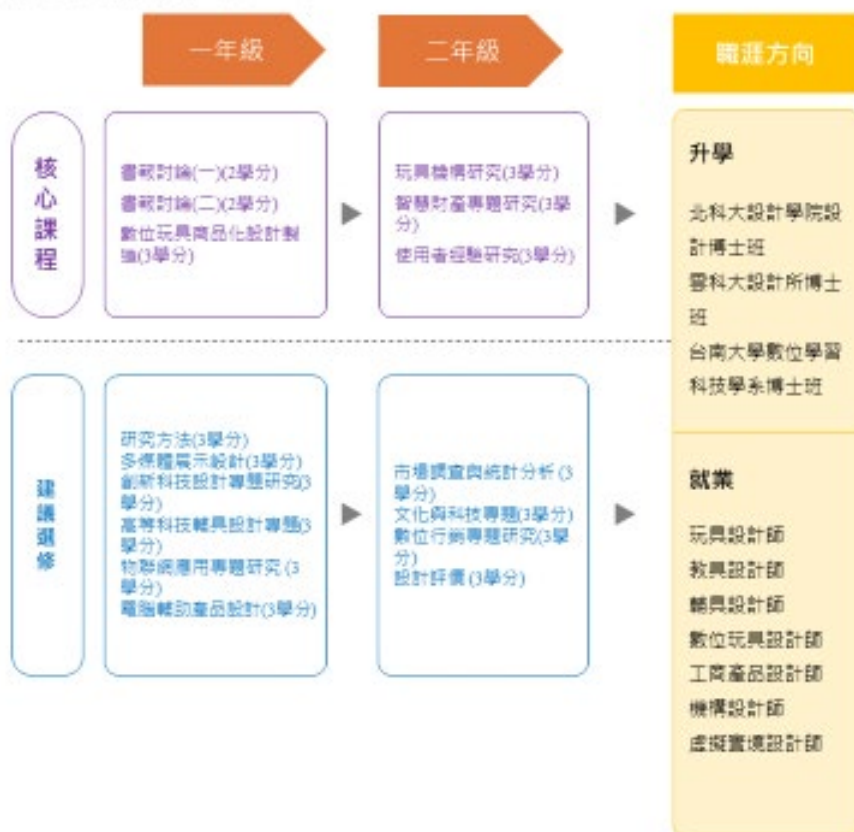 一年級
二年級
職涯方向
核心課程
書報討論(一)(2學分)
書報討論(二)(2學分)
數位玩具商品化設計製
造(3學分)
玩具機構研究(3學分)
智慧財產專題研究(3學
分)
使用者經驗研究(3學分)
升學
北科大設計學院設
計博士班
雲科大設計所博士
班
台南大學數位學習
科技學系博士班
建議選修
研究方法(3學分)
多媒體展示設計(3學分)
創新科技設計專題研究(3
學分)
高等科技輔具設計專題(3
學分)
物聯網應用專題研究 (3
學分)
電腦輔助產品設計(3學分)
市場調查與統計分析 (3
學分)
文化與科技專題(3學分)
數位行銷專題研究(3學
分)
設計評價 (3學分)
就業
玩具設計師
教具設計師
輔具設計師
數位玩具設計師
工商產品設計師
機構設計師
虛擬實境設計師